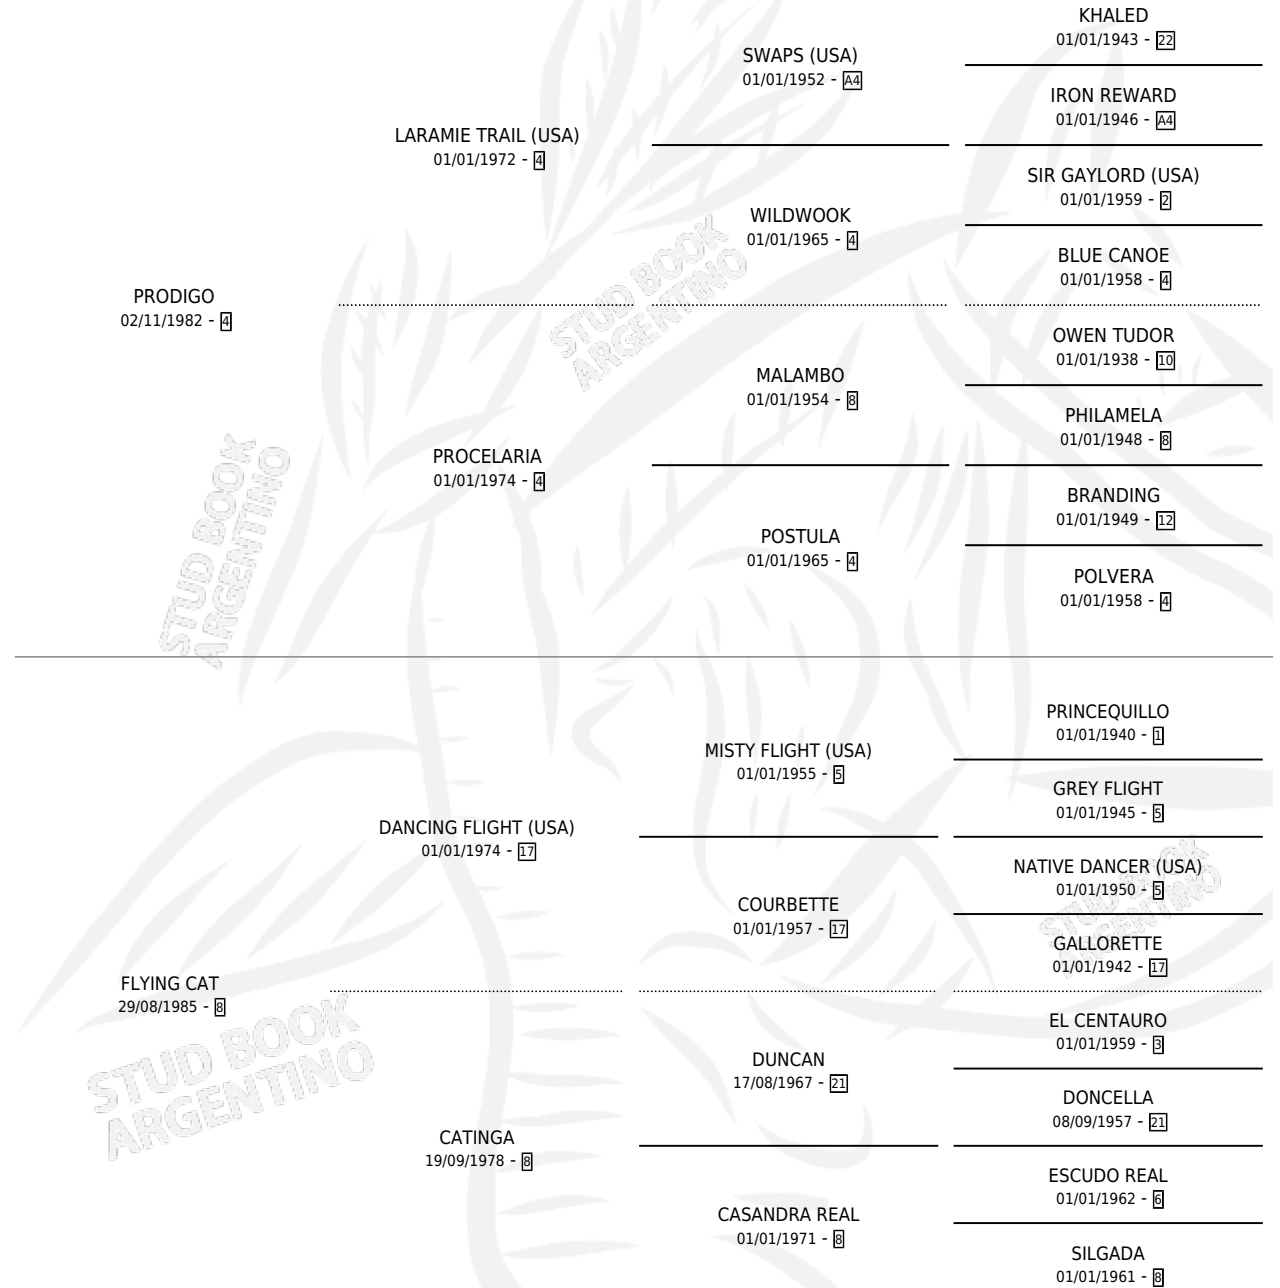 KHALED
01/01/1943 - 22
SWAPS (USA)
01/01/1952 - A4
IRON REWARD
01/01/1946 - A4
LARAMIE TRAIL (USA)
01/01/1972 - 4
SIR GAYLORD (USA)
01/01/1959 - 2
WILDWOOK
01/01/1965 - 4
BLUE CANOE
01/01/1958 - 4
PRODIGO
02/11/1982 - 4
STUD BOOK
ARGENTINO
OWEN TUDOR
01/01/1938 - 10
MALAMBO
01/01/1954 - 8
PHILAMELA
01/01/1948 - 8
PROCELARIA
01/01/1974 - 4
BRANDING
01/01/1949 - 12
POSTULA
01/01/1965 - 4
POLVERA
01/01/1958 - 4
STUD BOOK
ARGENTINO
PRINCEQUILLO
01/01/1940 - 1
MISTY FLIGHT (USA)
01/01/1955 - 5
GREY FLIGHT
01/01/1945 - 5
DANCING FLIGHT (USA)
01/01/1974 - 17
NATIVE DANCER (USA)
01/01/1950 - 5
COURBETTE
01/01/1957 - 17
STUD BOOK
ARGENTINO
GALLORETTE
01/01/1942 - 17
FLYING CAT
29/08/1985 - 8
EL CENTAURO
01/01/1959 - 3
DUNCAN
17/08/1967 - 21
STUD BOOK
ARGENTINO
DONCELLA
08/09/1957 - 21
CATINGA
19/09/1978 - 8
ESCUDO REAL
01/01/1962 - 6
CASANDRA REAL
01/01/1971 - 8
SILGADA
01/01/1961 - 8